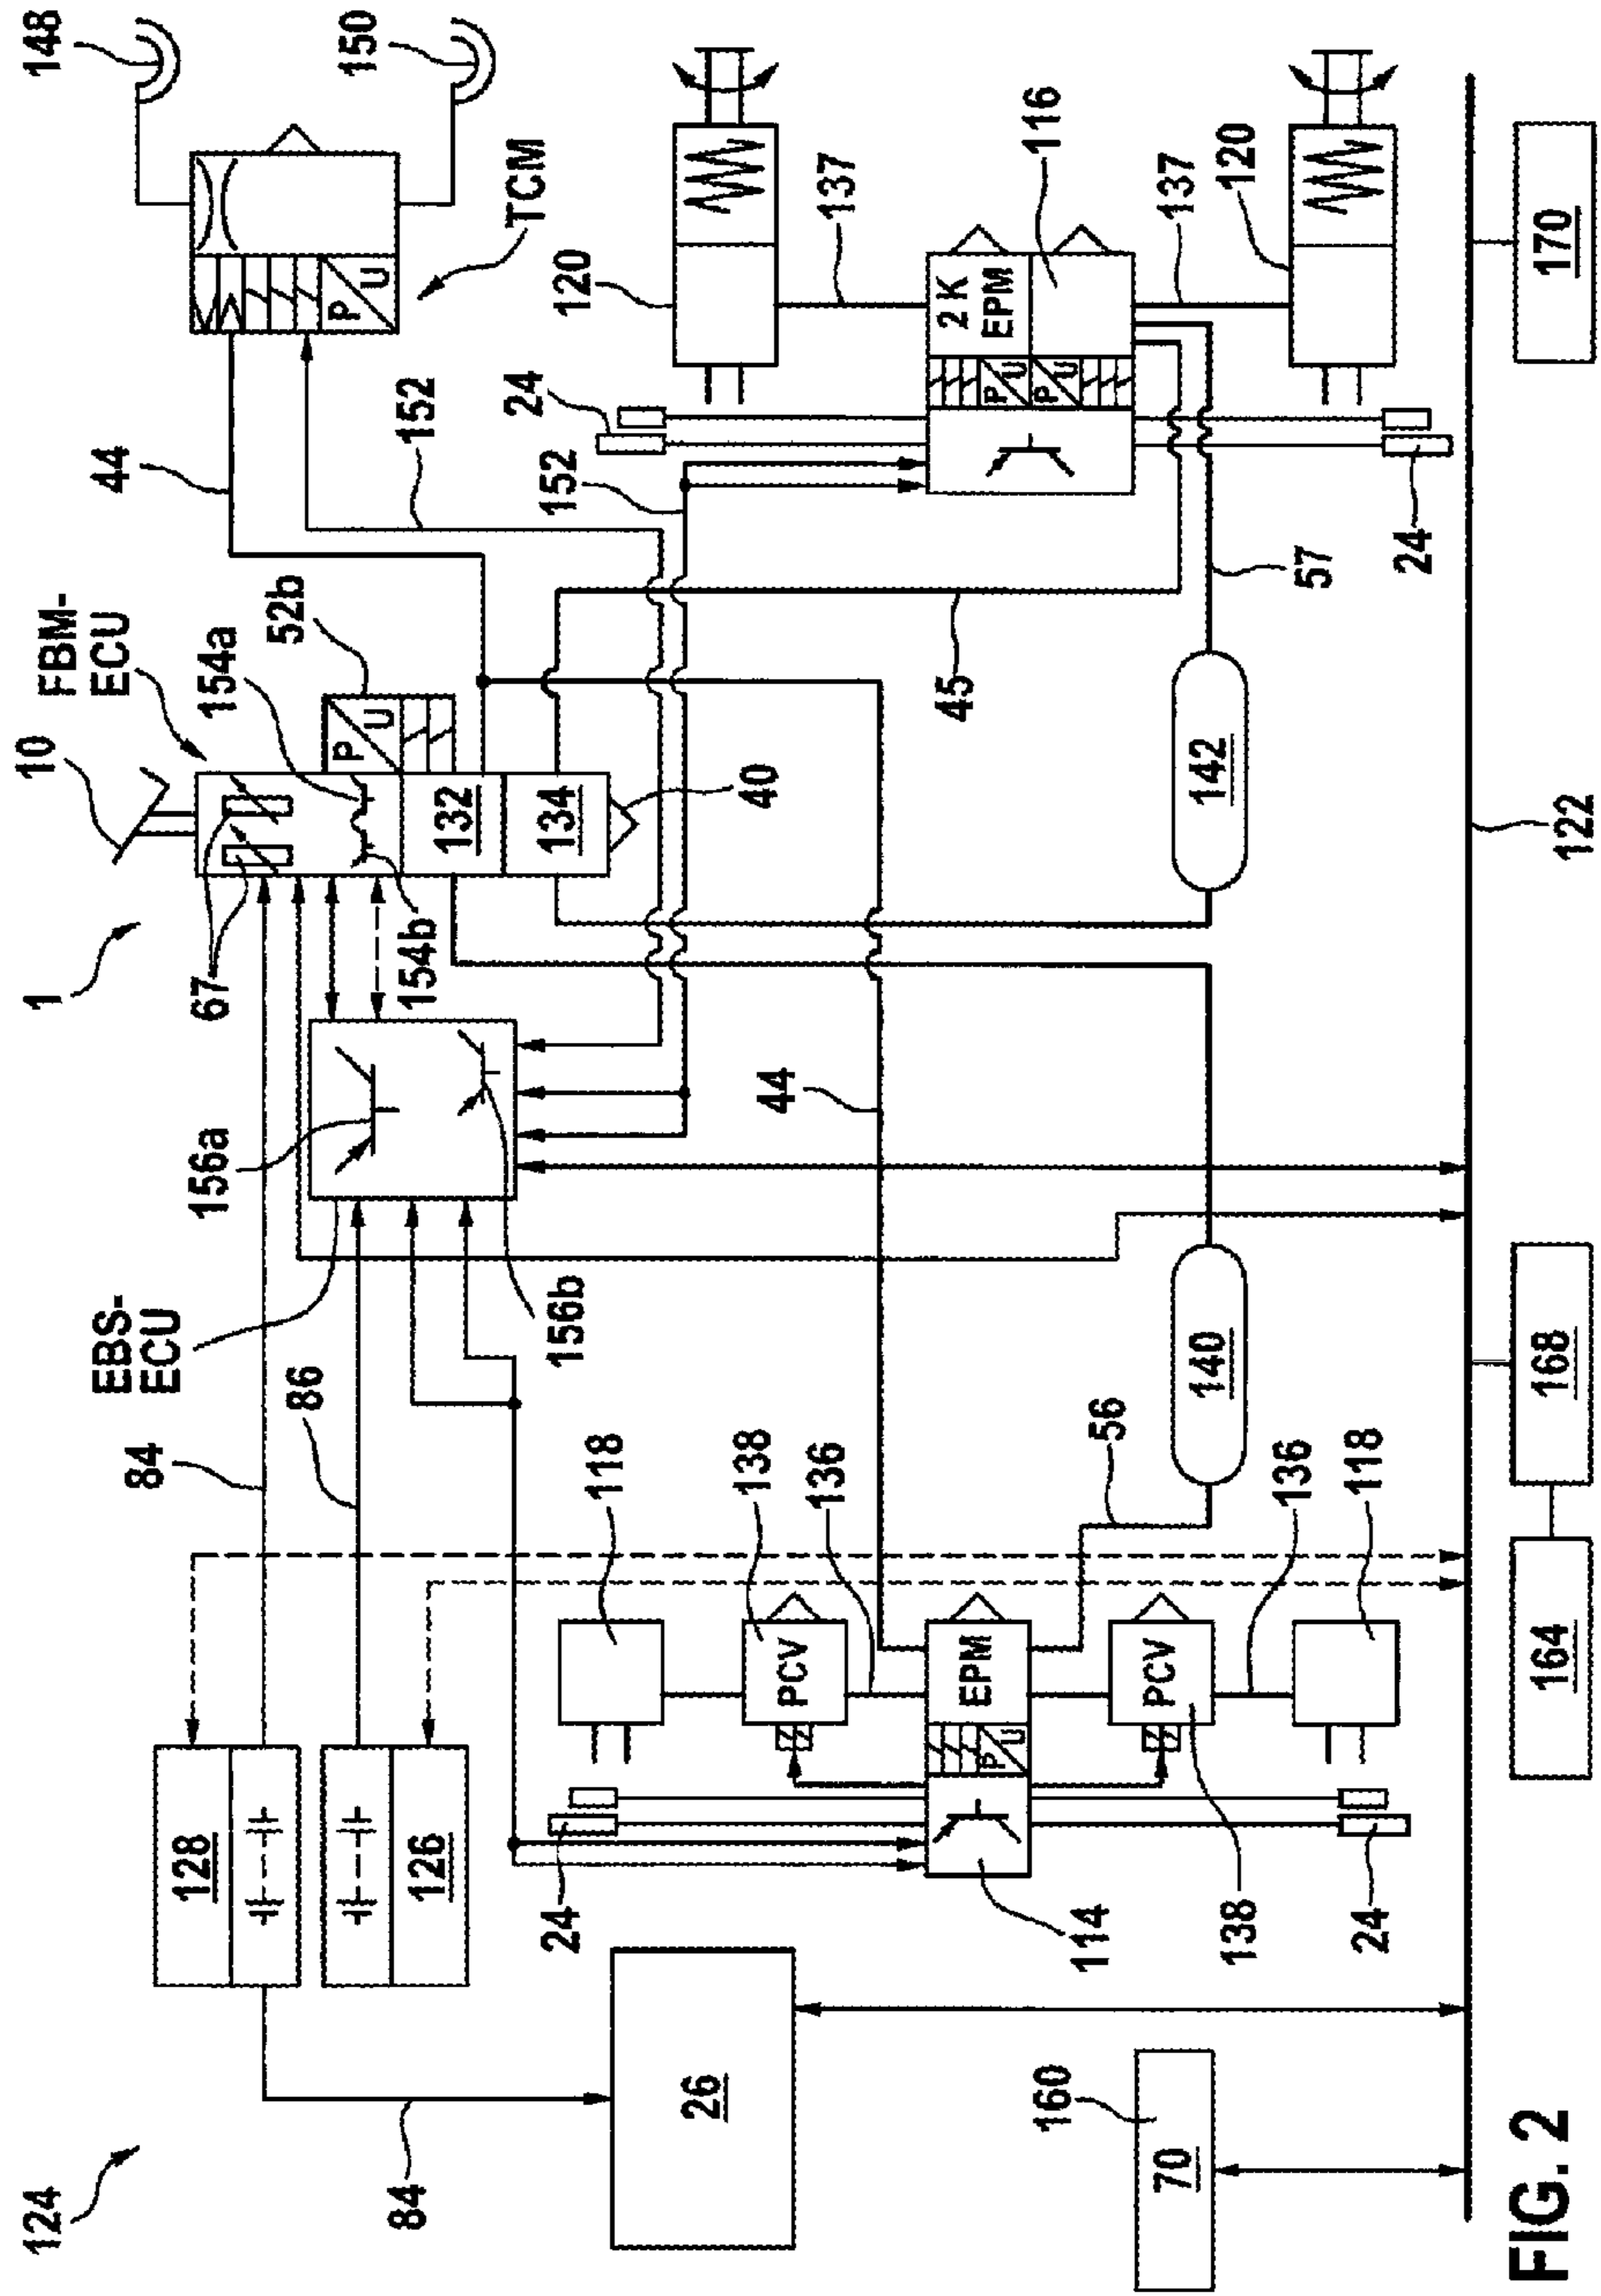 124
84
128
126
26
70
160
84
86
EBS-
ECU
156a
156b
1
67
10
FBM-
ECU
154a
154b
52b
P
U
132
134
40
44
152
148
150
P
U
TCM
24
118
138
PCV
136
EPM
P
U
114
PCV
138
136
118
24
44
56
140
142
45
57
152
24
120
137
2 K
EPM
P
U
P
U
116
137
120
24
122
164
168
170
FIG. 2